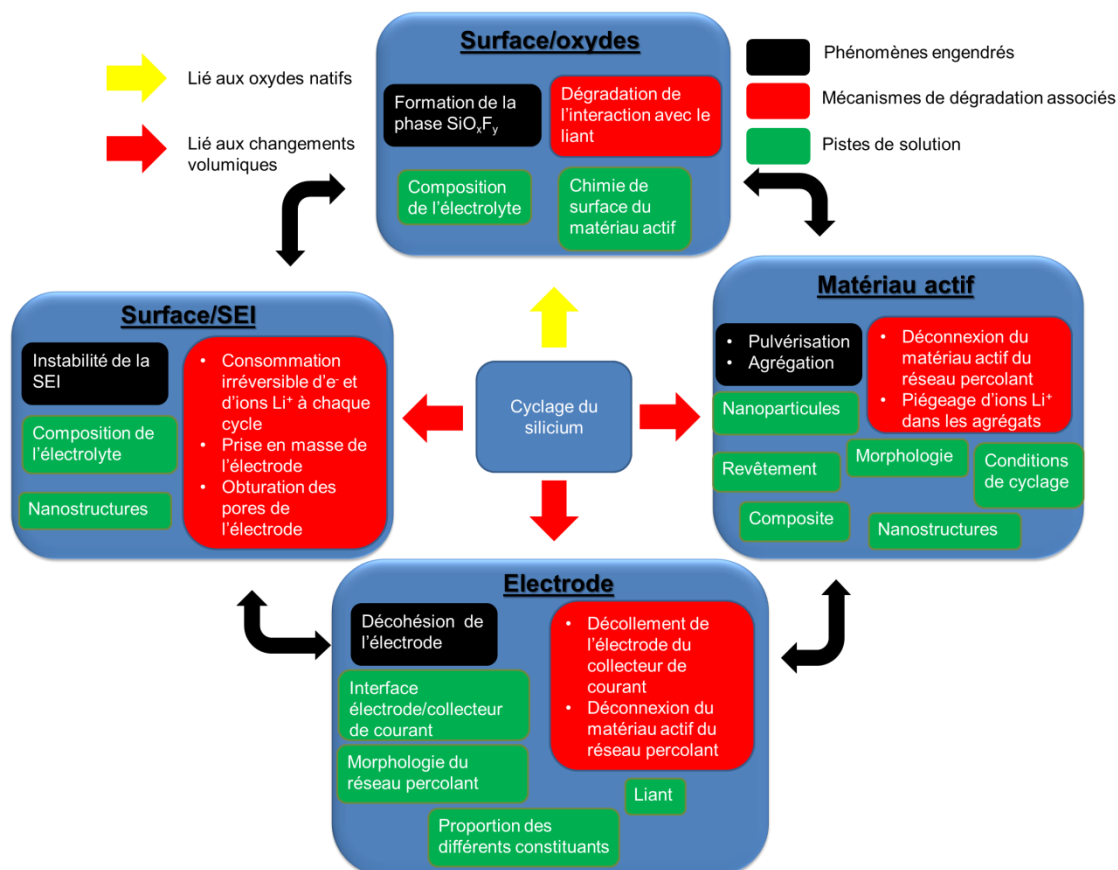 Surface/oxydes
Formation de la
phase SiOxFy
Dégradation de
l'interaction avec le
liant
Composition
de l'électrolyte
Chimie de
surface du
matériau actif
Lié aux oxydes natifs
Lié aux changements
volumiques
Phénomènes engendrés
Mécanismes de dégradation associés
Pistes de solution
Surface/SEI
Instabilité de la
SEI
Composition de
l'électrolyte
Nanostructures
• Consommation
irréversible d'e- et
d'ions Li+ à chaque
cycle
• Prise en masse de
l'électrode
• Obturation des
pores de
l'électrode
Cyclage du
silicium
Matériau actif
• Pulvérisation
• Agrégation
• Déconnexion du
matériau actif du
réseau percolant
• Piégeage d'ions Li+
dans les agrégats
Nanoparticules
Revêtement
Morphologie
Conditions
de cyclage
Composite
Nanostructures
Electrode
Décohésion de
l'électrode
Interface
électrode/collecteur
de courant
Morphologie du
réseau percolant
• Décollement de
l'électrode du
collecteur de
courant
• Déconnexion du
matériau actif du
réseau percolant
Liant
Proportion des
différents constituants